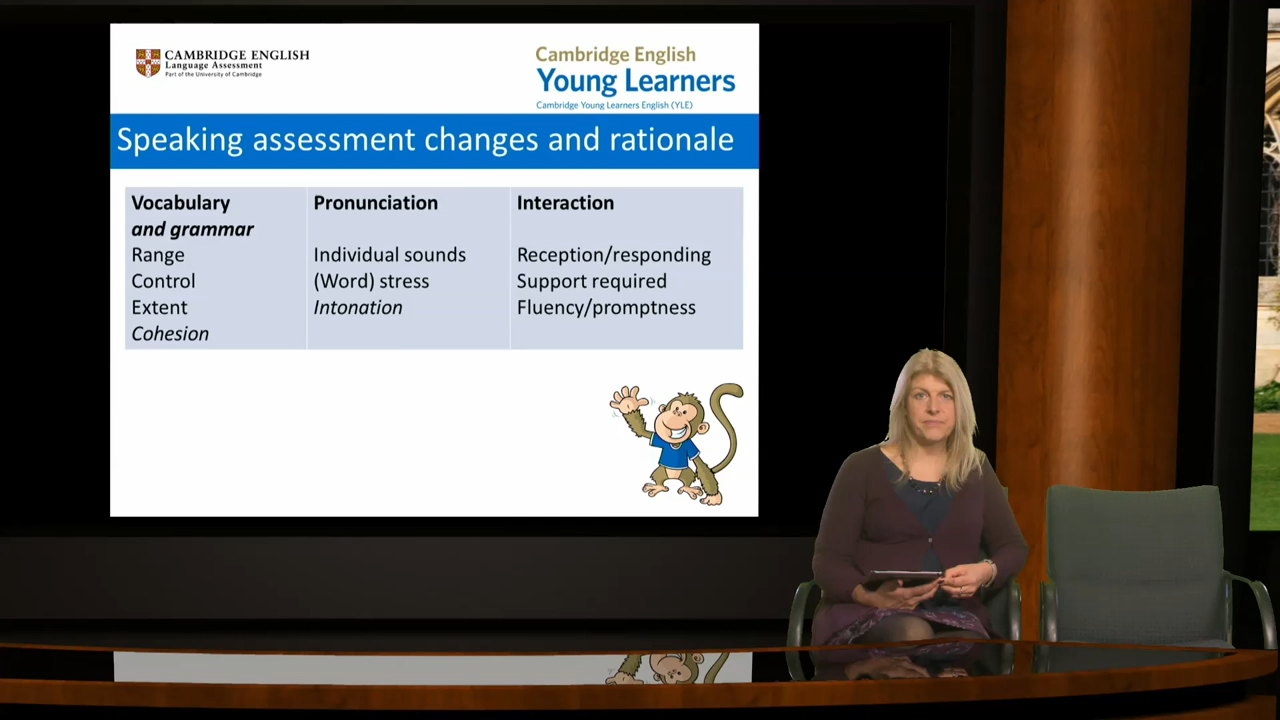 CAMBRIDGE ENGLISH
Language Assessment
Part of the University of Cambridge
Cambridge English
Young Learners
Cambridge Young Learners English (YLE)
Speaking assessment changes and rationale
Vocabulary
and grammar
Range
Control
Extent
Cohesion
Pronunciation
Individual sounds
(Word) stress
Intonation
Interaction
Reception/responding
Support required
Fluency/promptness